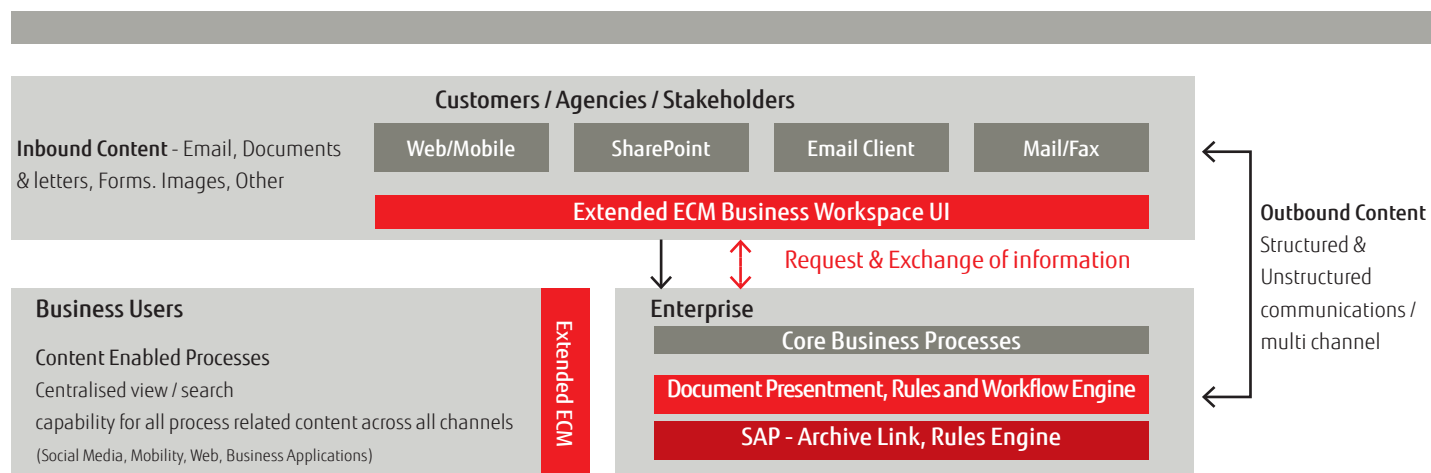 Customers / Agencies / Stakeholders
Inbound Content - Email, Documents
& letters, Forms. Images, Other
Web/Mobile
SharePoint
Email Client
Mail/Fax
Extended ECM Business Workspace UI
Request & Exchange of information
Outbound Content
Structured &
Unstructured
communications /
multi channel
Business Users
Content Enabled Processes
Centralised view / search
capability for all process related content across all channels
(Social Media, Mobility, Web, Business Applications)
Extended ECM
Enterprise
Core Business Processes
Document Presentment, Rules and Workflow Engine
SAP - Archive Link, Rules Engine